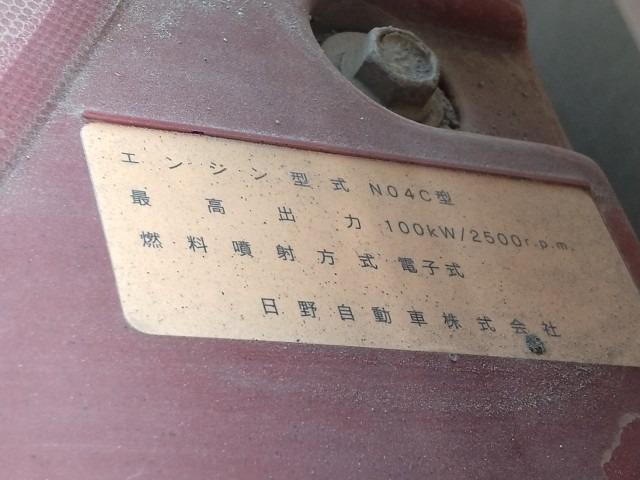 エンジン型式 N04C型
最高出力 100kW/2500r.p.m.
燃料噴射方式 電子式
日野自動車株式会社